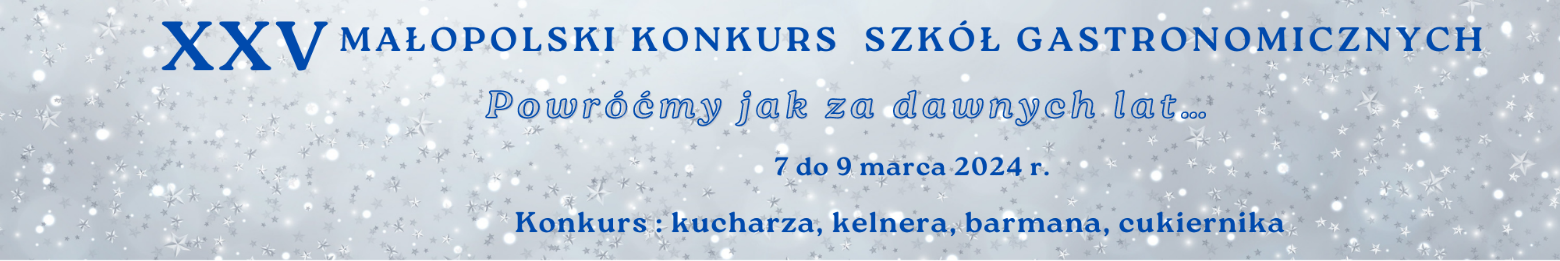 XXV MAŁOPOLSKI KONKURS SZKÓŁ GASTRONOMICZNYCH
Powróćmy jak za dawnych lat...
7 do 9 marca 2024 r.
Konkurs : kucharza, kelnera, barmana, cukiernika